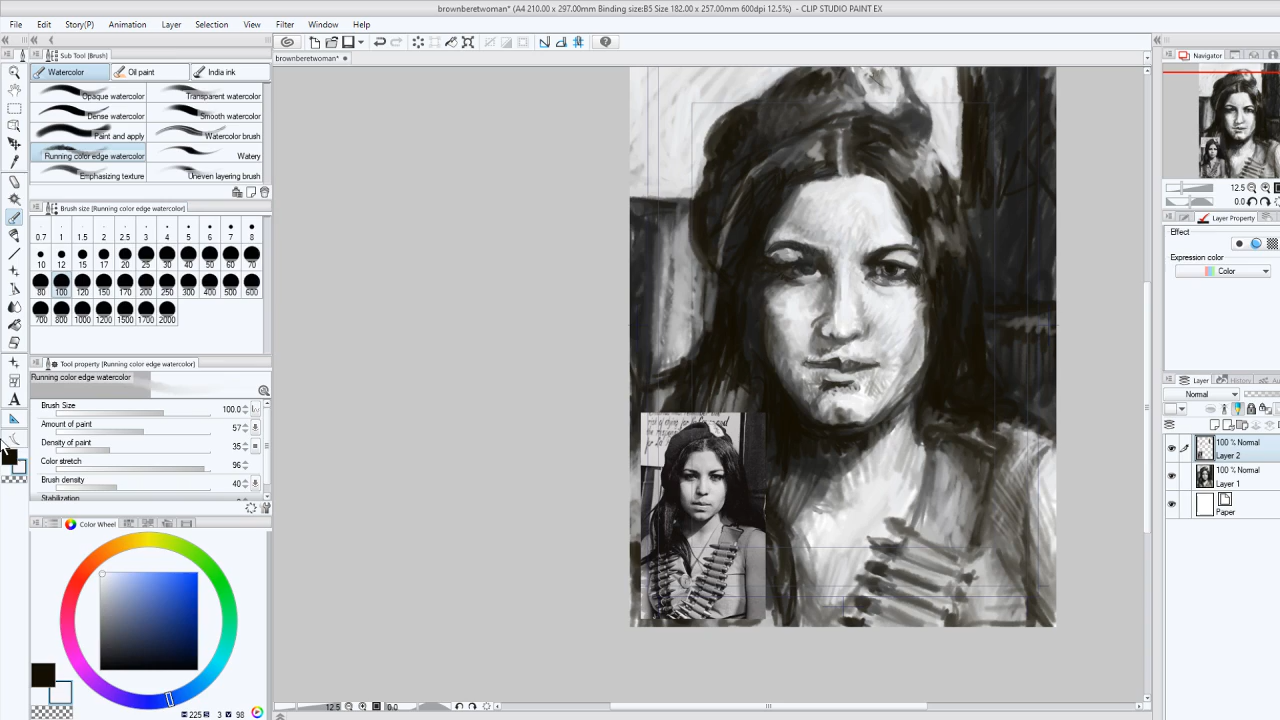 brownberetwoman* (A4 210.00 x 297.00mm Binding size:B5 Size 182.00 x 257.00mm 600dpi 12.5%) - CLIP STUDIO PAINT EX
File Edit Story(P) Animation Layer Selection View Filter Window Help
Sub Tool [Brush]
brownberetwoman*
Navigator
Watercolor Oil paint India ink
Opaque watercolor Transparent watercolor
Dense watercolor Smooth watercolor
Paint and apply Watercolor brush
Running color edge watercolor Watery
Emphasizing texture Uneven layering brush
12.5
0.0
Brush size [Running color edge watercolor]
Layer Property
0.7 1 1.5 2 2.5 3 4 5 6 7 8
10 12 15 17 20 25 30 40 50 60 70
80 100 120 150 170 200 250 300 400 500 600
700 800 1000 1200 1500 1700 2000
Effect
Expression color
Color
Tool property [Running color edge watercolor]
Running color edge watercolor
Brush Size 100.0
Amount of paint 57
Density of paint 35
Color stretch 96
Brush density 40
Stabilization
Layer History
Normal
100 % Normal
Layer 2
100 % Normal
Layer 1
Paper
Color Wheel
225 S 3 V 98
12.5 0.0